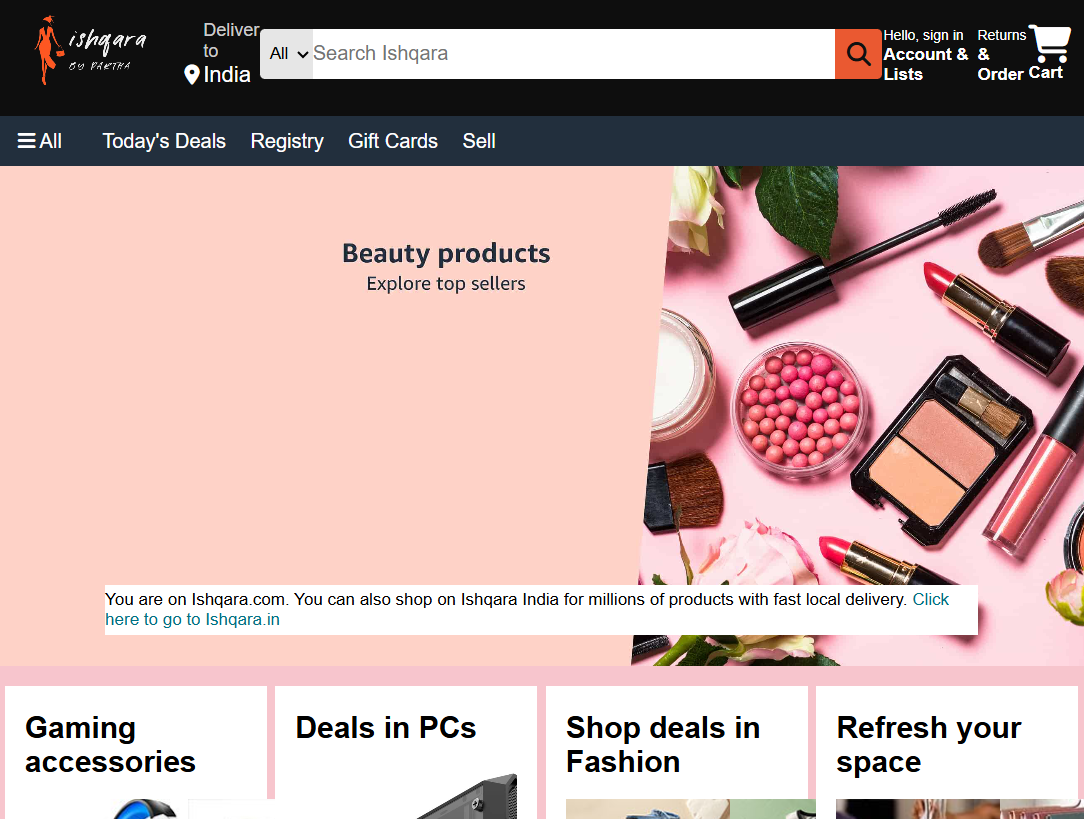 ishqara
BY PARTHA
Deliver
to
India
All
Search Ishqara
Hello, sign in
Account &
Lists
Returns
&
Order
Cart
All
Today's Deals
Registry
Gift Cards
Sell
Beauty products
Explore top sellers
You are on Ishqara.com. You can also shop on Ishqara India for millions of products with fast local delivery. Click
here to go to Ishqara.in
Gaming
accessories
Deals in PCs
Shop deals in
Fashion
Refresh your
space